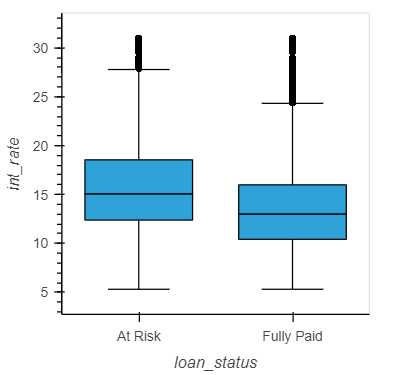 30
25
20
15
10
5
int_rate
At Risk
Fully Paid
loan_status